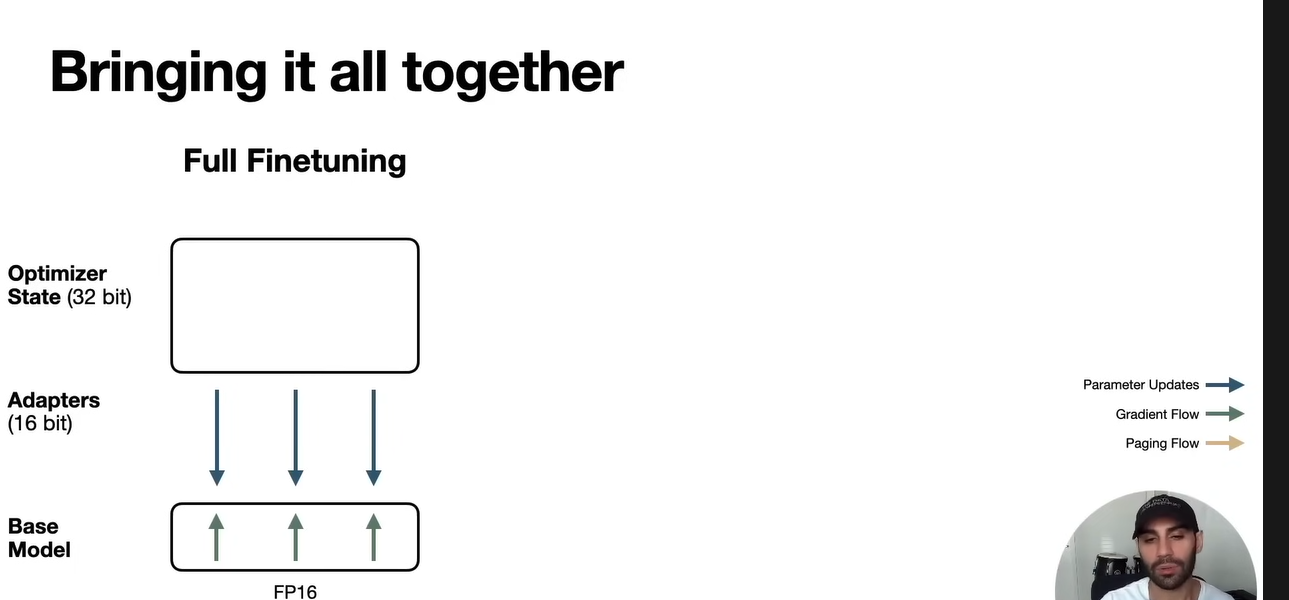 Bringing it all together
Full Finetuning
Optimizer
State (32 bit)
Adapters
(16 bit)
Base
Model
FP16
Parameter Updates
Gradient Flow
Paging Flow